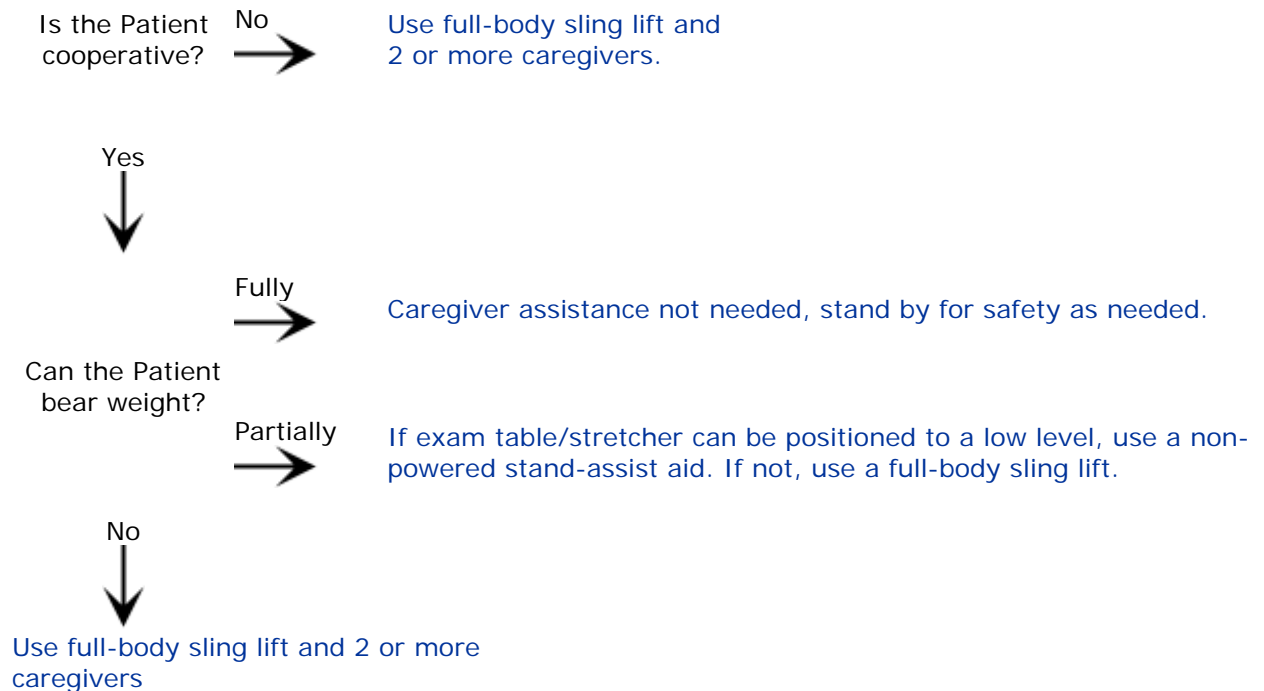 Is the Patient
cooperative?
No
Use full-body sling lift and
2 or more caregivers.
Yes
Fully
Caregiver assistance not needed, stand by for safety as needed.
Can the Patient
bear weight?
Partially
If exam table/stretcher can be positioned to a low level, use a non-
powered stand-assist aid. If not, use a full-body sling lift.
No
Use full-body sling lift and 2 or more
caregivers